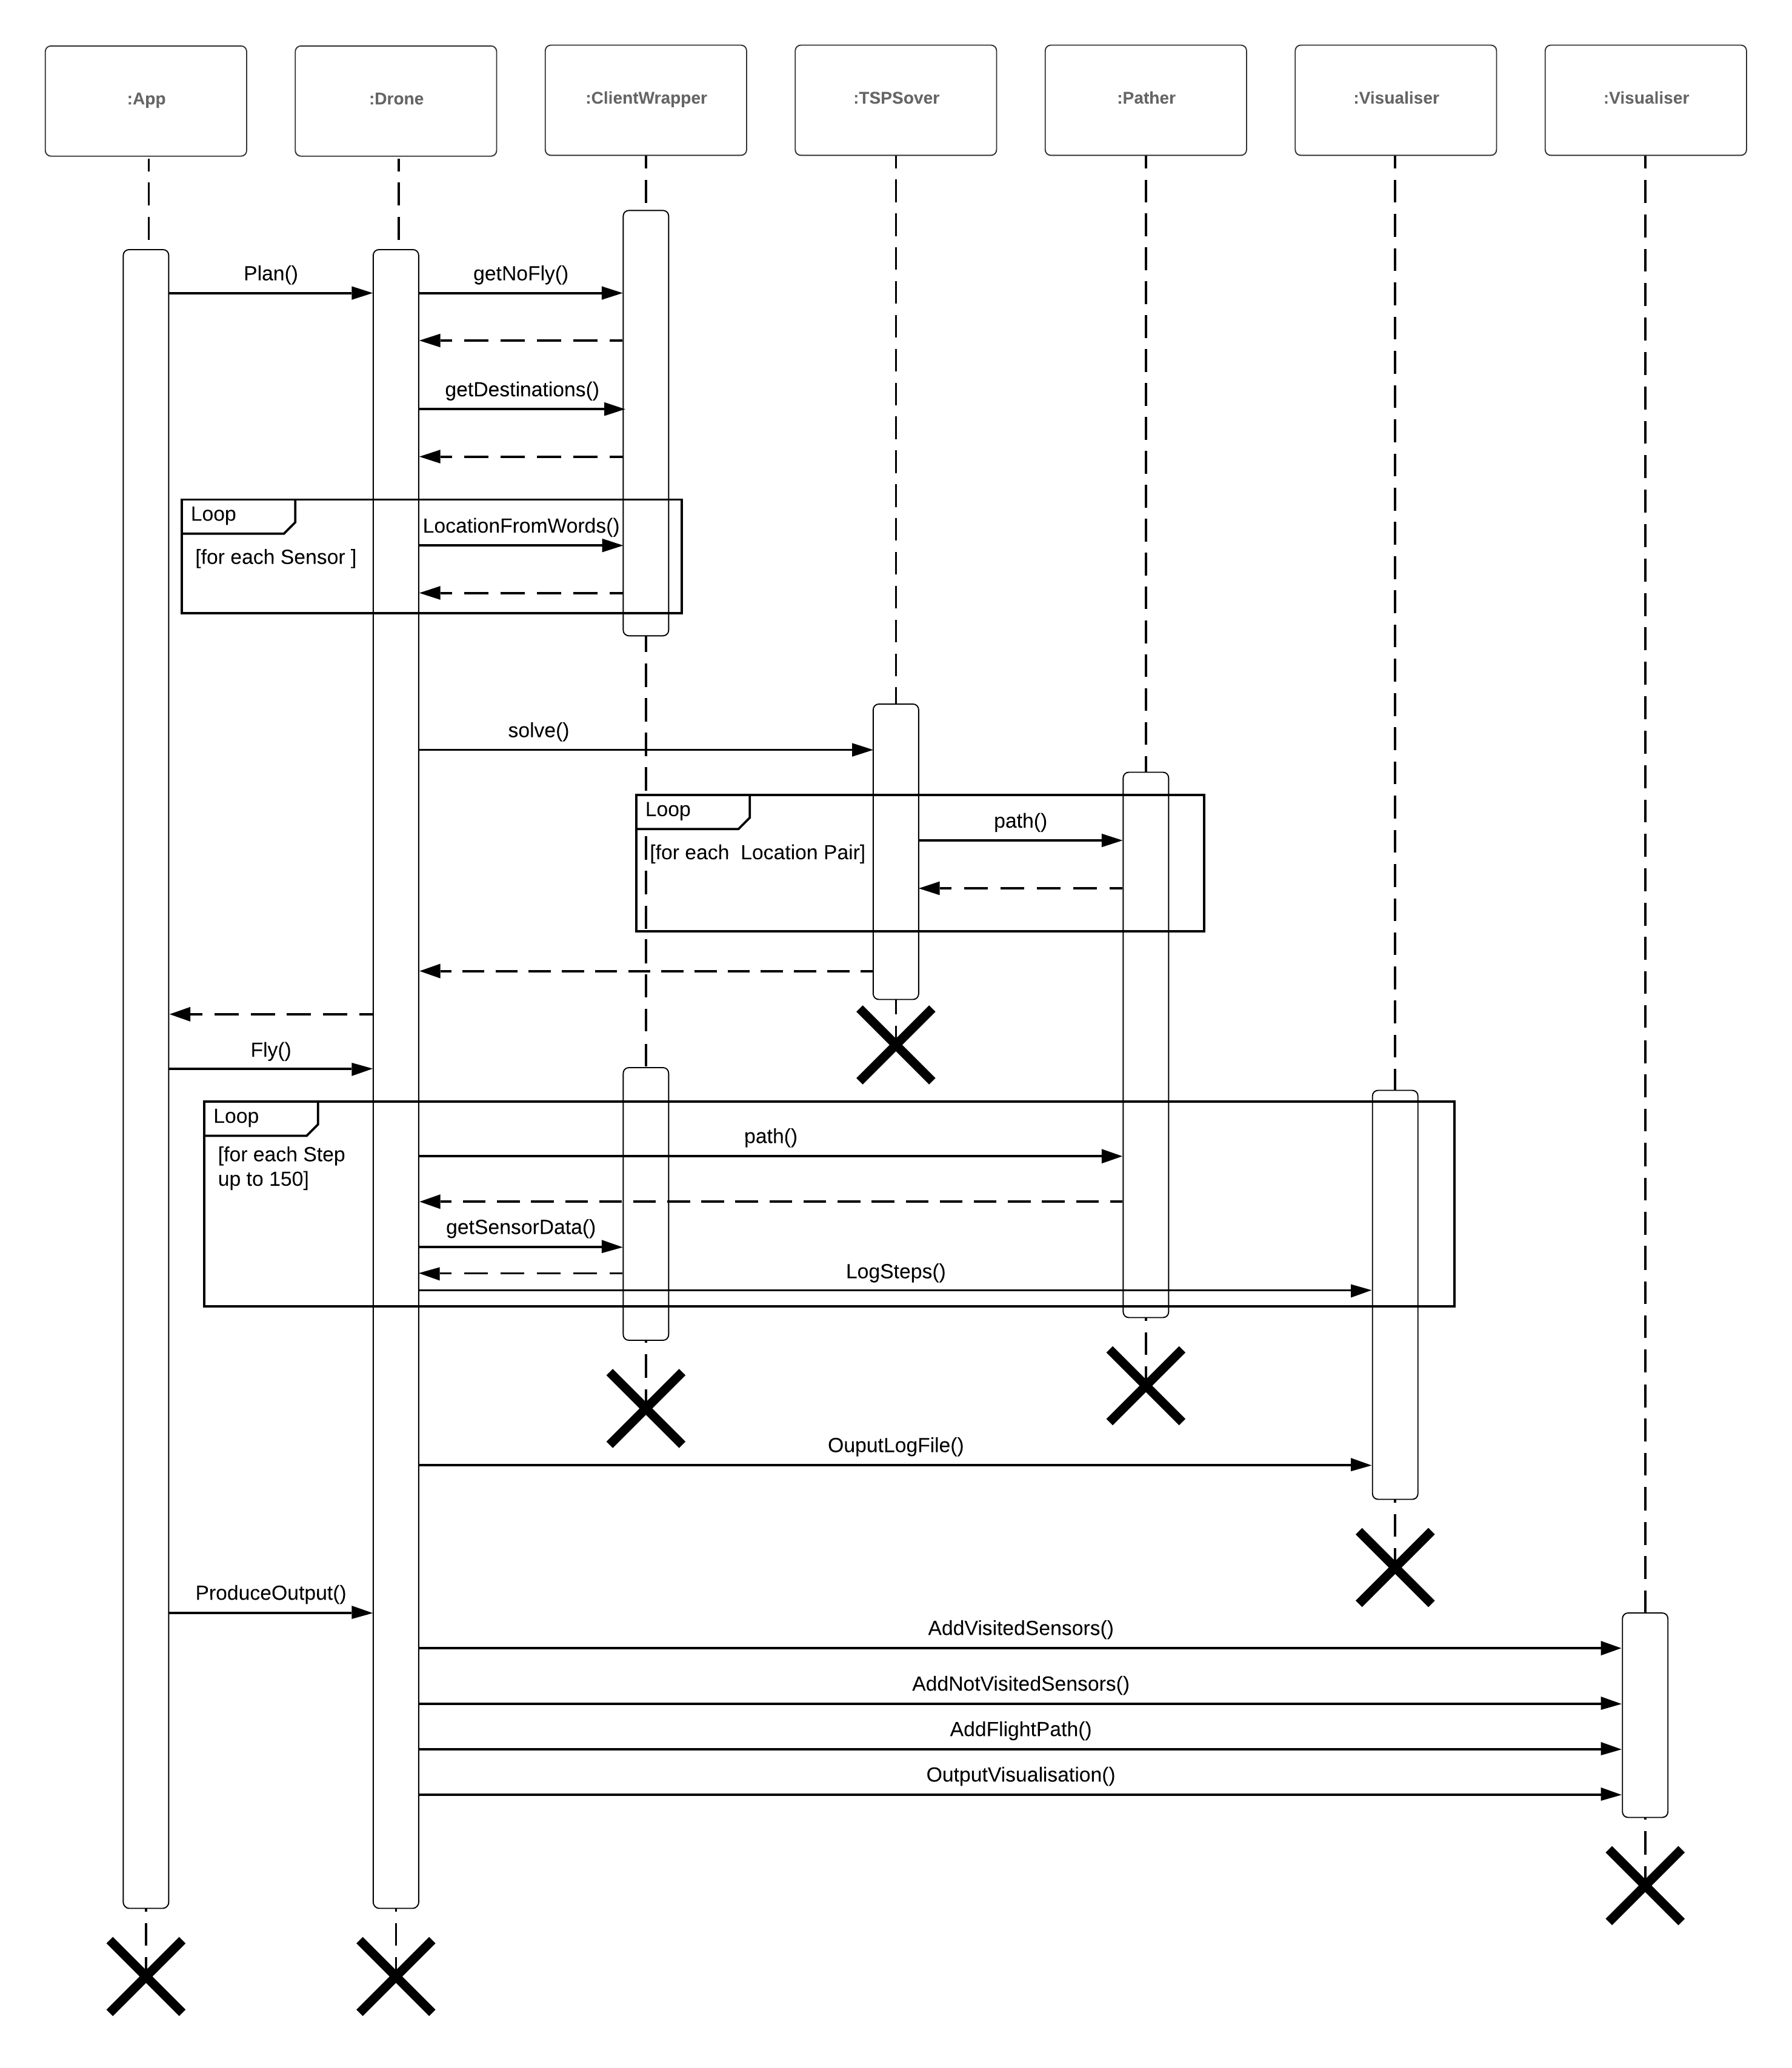 :App
:Drone
:ClientWrapper
:TSPSover
:Pather
:Visualiser
:Visualiser
Plan()
getNoFly()
getDestinations()
Loop
LocationFromWords()
[for each Sensor ]
solve()
Loop
path()
[for each  Location Pair]
Fly()
Loop
path()
[for each Step
up to 150]
getSensorData()
LogSteps()
OuputLogFile()
ProduceOutput()
AddVisitedSensors()
AddNotVisitedSensors()
AddFlightPath()
OutputVisualisation()